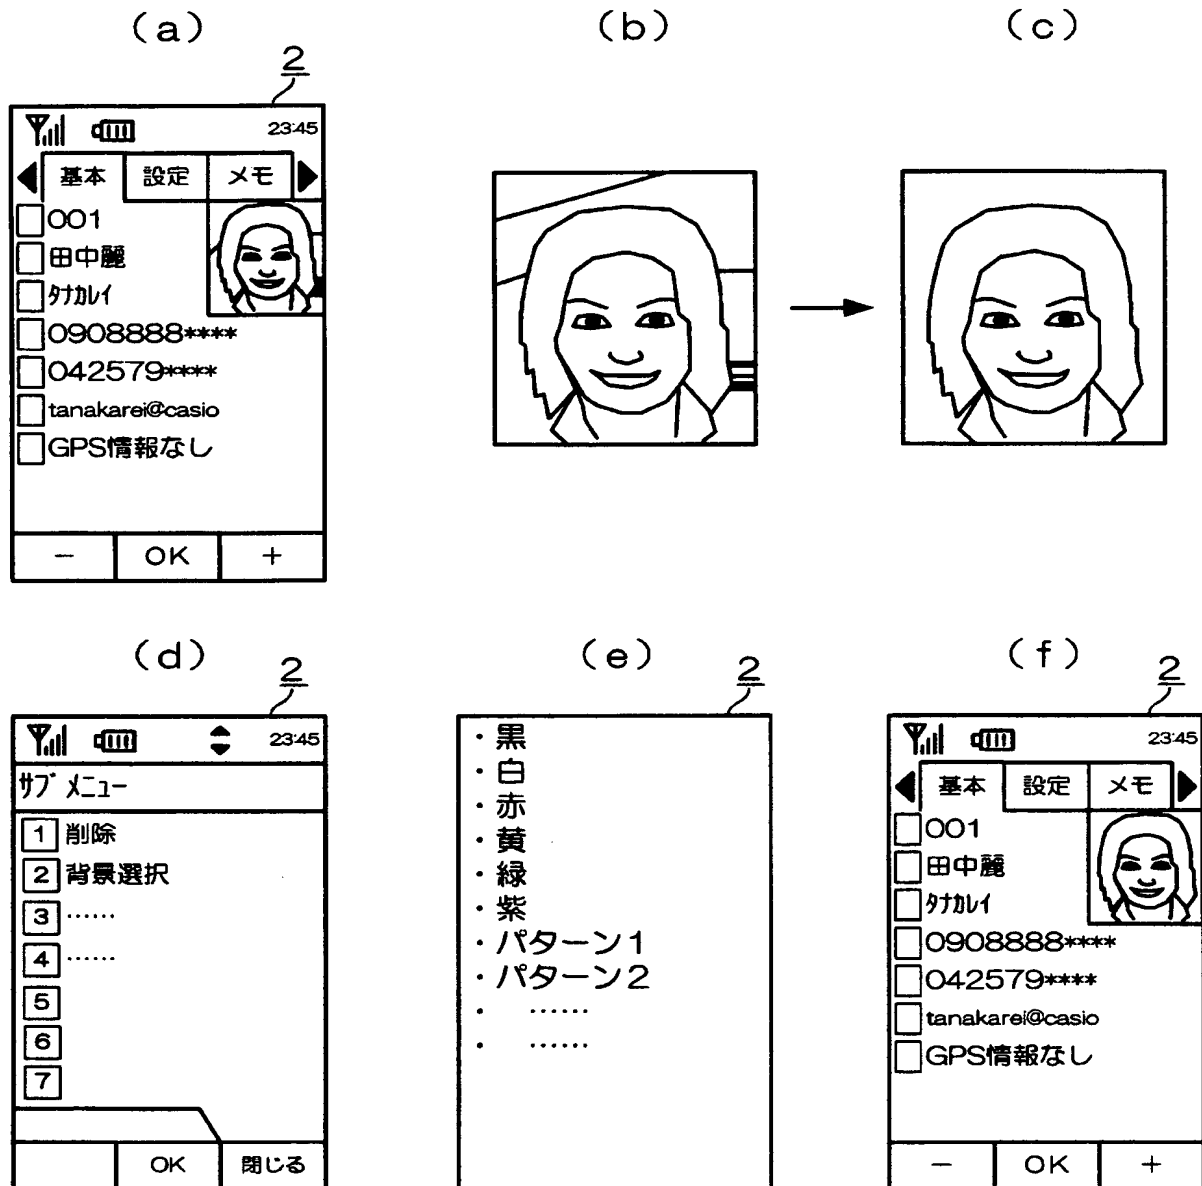 (a)
2
23:45
基本 設定 メモ
001
田中麗
ﾀﾅｶﾚｲ
0908888****
042579****
tanakarei@casio
GPS情報なし
− OK +
(b)
(c)
(d)
2
23:45
ｻﾌﾞﾒﾆｭｰ
1 削除
2 背景選択
3 ……
4 ……
5
6
7
OK 閉じる
(e)
2
・黒
・白
・赤
・黄
・緑
・紫
・パターン1
・パターン2
・ ……
・ ……
(f)
2
23:45
基本 設定 メモ
001
田中麗
ﾀﾅｶﾚｲ
0908888****
042579****
tanakarei@casio
GPS情報なし
− OK +